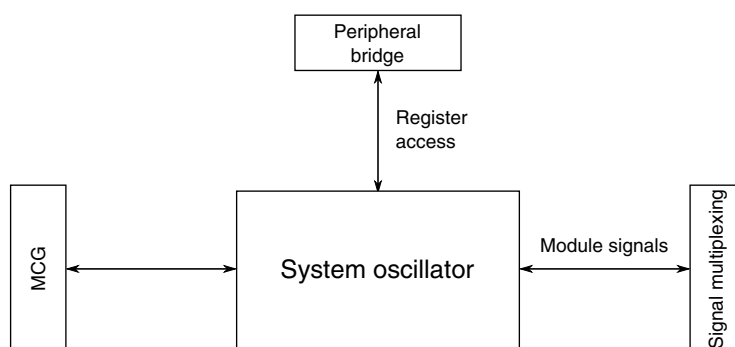 Peripheral
bridge
Register
access
MCG
System oscillator
Module signals
Signal multiplexing